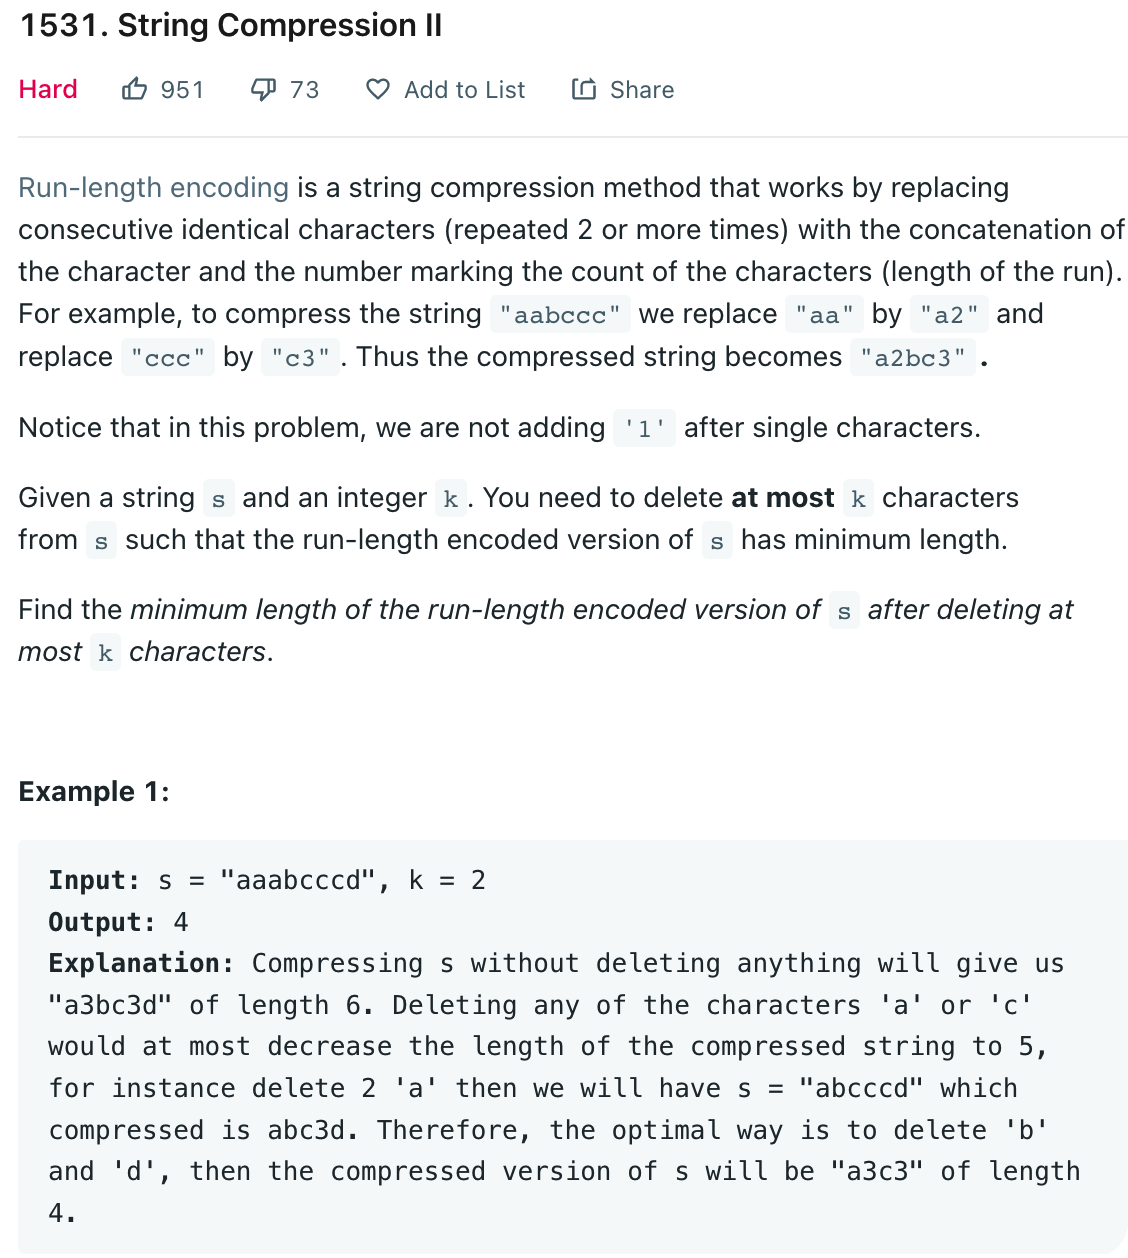 1531. String Compression II
Hard 951 73 Add to List Share
Run-length encoding is a string compression method that works by replacing
consecutive identical characters (repeated 2 or more times) with the concatenation of
the character and the number marking the count of the characters (length of the run).
For example, to compress the string "aabccc" we replace "aa" by "a2" and
replace "ccc" by "c3". Thus the compressed string becomes "a2bc3".
Notice that in this problem, we are not adding '1' after single characters.
Given a string s and an integer k. You need to delete at most k characters
from s such that the run-length encoded version of s has minimum length.
Find the minimum length of the run-length encoded version of s after deleting at
most k characters.
Example 1:
Input: s = "aaabcccd", k = 2
Output: 4
Explanation: Compressing s without deleting anything will give us
"a3bc3d" of length 6. Deleting any of the characters 'a' or 'c'
would at most decrease the length of the compressed string to 5,
for instance delete 2 'a' then we will have s = "abcccd" which
compressed is abc3d. Therefore, the optimal way is to delete 'b'
and 'd', then the compressed version of s will be "a3c3" of length
4.